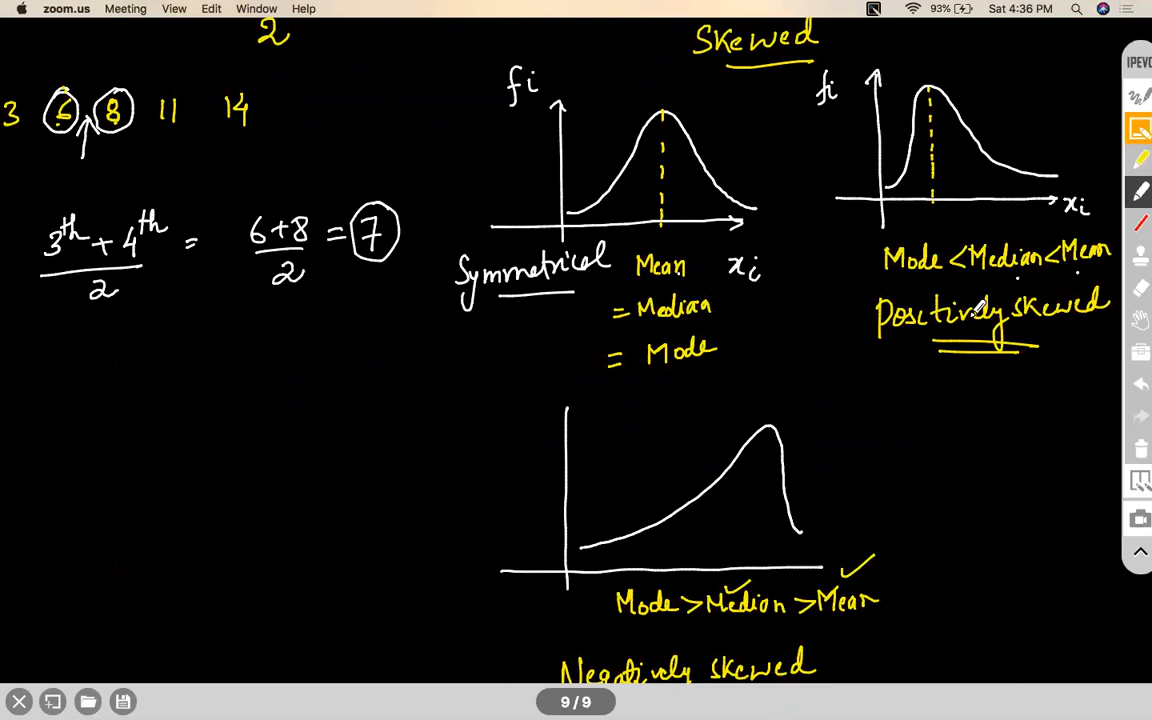 zoom.us Meeting View Edit Window Help 93% Sat 4:36 PM
2
3 6 8 11 14
3th + 4th / 2 = 6+8 / 2 = 7
Skewed
fi
xi
Symmetrical
Mean
= Median
= Mode
fi
xi
Mode < Median < Mean
Positively skewed
Mode > Median > Mean
Negatively skewed
IPEVO
9 / 9